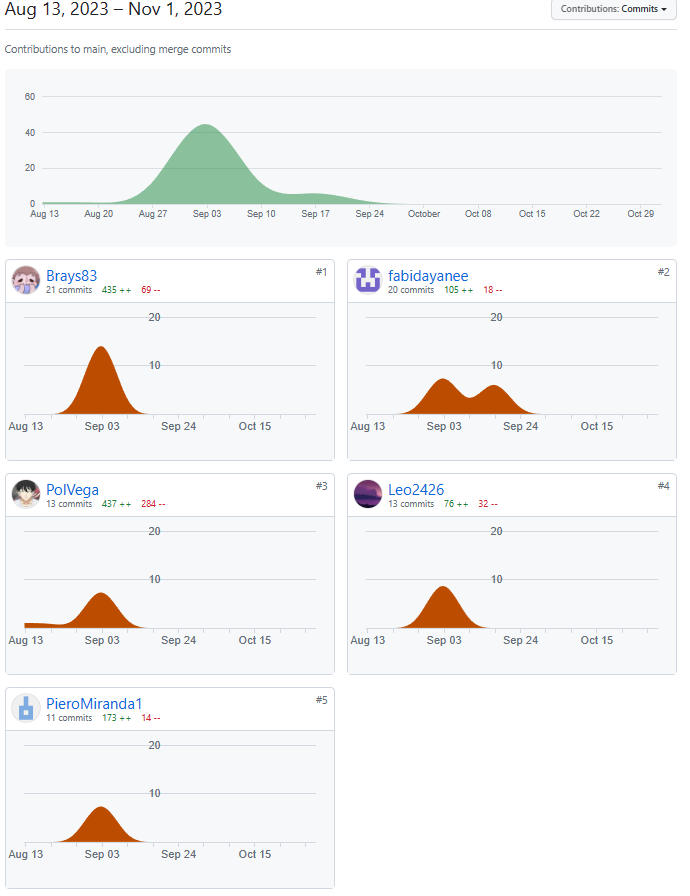 Aug 13, 2023 – Nov 1, 2023
Contributions: Commits
Contributions to main, excluding merge commits
60
40
20
0
Aug 13 Aug 20 Aug 27 Sep 03 Sep 10 Sep 17 Sep 24 October Oct 08 Oct 15 Oct 22 Oct 29
Brays83 #1
21 commits 435 ++ 69 --
20
10
Aug 13 Sep 03 Sep 24 Oct 15
fabidayanee #2
20 commits 105 ++ 18 --
20
10
Aug 13 Sep 03 Sep 24 Oct 15
PolVega #3
13 commits 437 ++ 284 --
20
10
Aug 13 Sep 03 Sep 24 Oct 15
Leo2426 #4
13 commits 76 ++ 32 --
20
10
Aug 13 Sep 03 Sep 24 Oct 15
PieroMiranda1 #5
11 commits 173 ++ 14 --
20
10
Aug 13 Sep 03 Sep 24 Oct 15